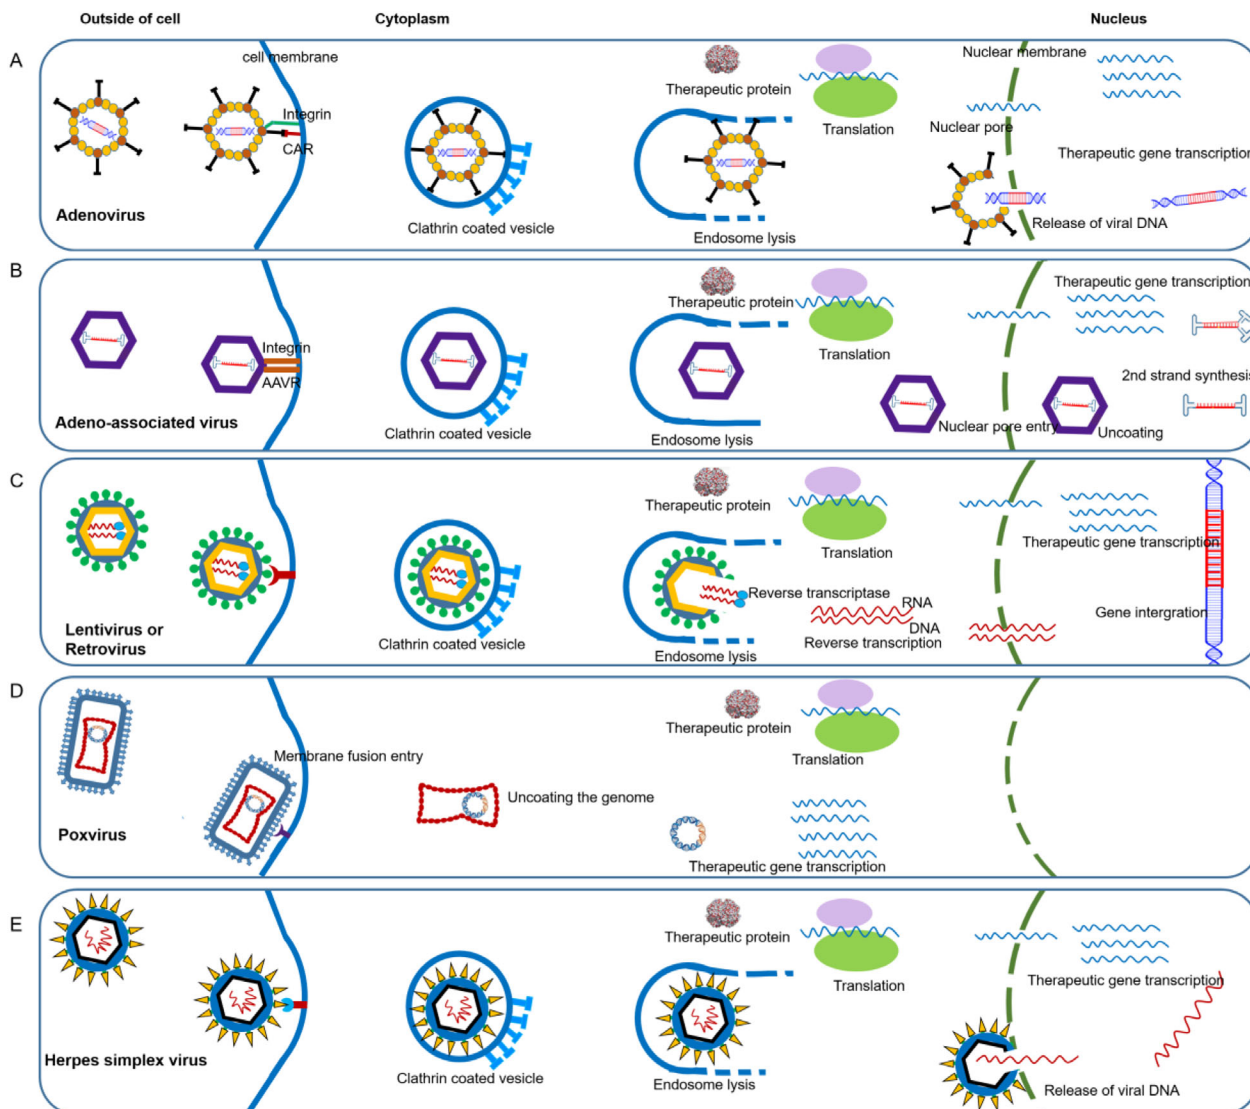 Outside of cell
Cytoplasm
Nucleus
A
cell membrane
Integrin
CAR
Adenovirus
Clathrin coated vesicle
Therapeutic protein
Translation
Endosome lysis
Nuclear membrane
Nuclear pore
Therapeutic gene transcription
Release of viral DNA
B
Integrin
AAVR
Adeno-associated virus
Clathrin coated vesicle
Therapeutic protein
Translation
Endosome lysis
Therapeutic gene transcription
2nd strand synthesis
Nuclear pore entry
Uncoating
C
Lentivirus or
Retrovirus
Clathrin coated vesicle
Therapeutic protein
Translation
Reverse transcriptase
RNA
DNA
Reverse transcription
Endosome lysis
Therapeutic gene transcription
Gene intergration
D
Membrane fusion entry
Poxvirus
Uncoating the genome
Therapeutic protein
Translation
Therapeutic gene transcription
E
Herpes simplex virus
Clathrin coated vesicle
Therapeutic protein
Translation
Endosome lysis
Therapeutic gene transcription
Release of viral DNA